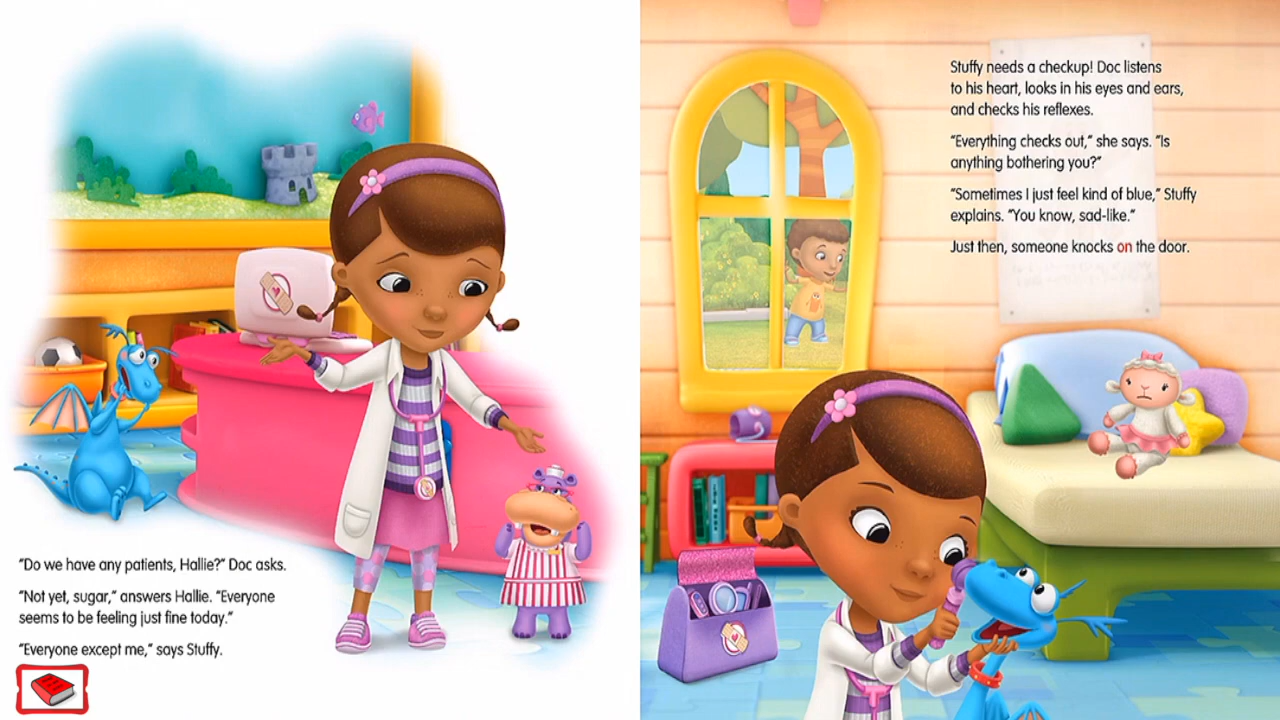 "Do we have any patients, Hallie?" Doc asks.
"Not yet, sugar," answers Hallie. "Everyone
seems to be feeling just fine today."
"Everyone except me," says Stuffy.
Stuffy needs a checkup! Doc listens
to his heart, looks in his eyes and ears,
and checks his reflexes.
"Everything checks out," she says. "Is
anything bothering you?"
"Sometimes I just feel kind of blue," Stuffy
explains. "You know, sad-like."
Just then, someone knocks on the door.